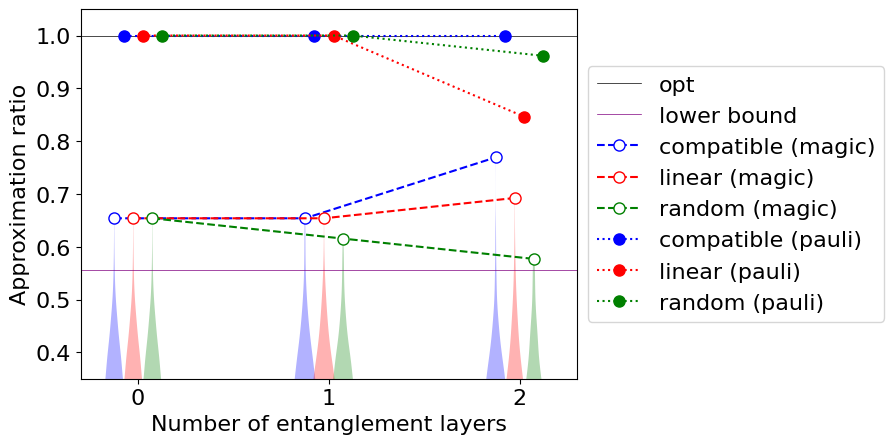 Approximation ratio
1.0
0.9
0.8
0.7
0.6
0.5
0.4
0
1
2
Number of entanglement layers
opt
lower bound
compatible (magic)
linear (magic)
random (magic)
compatible (pauli)
linear (pauli)
random (pauli)